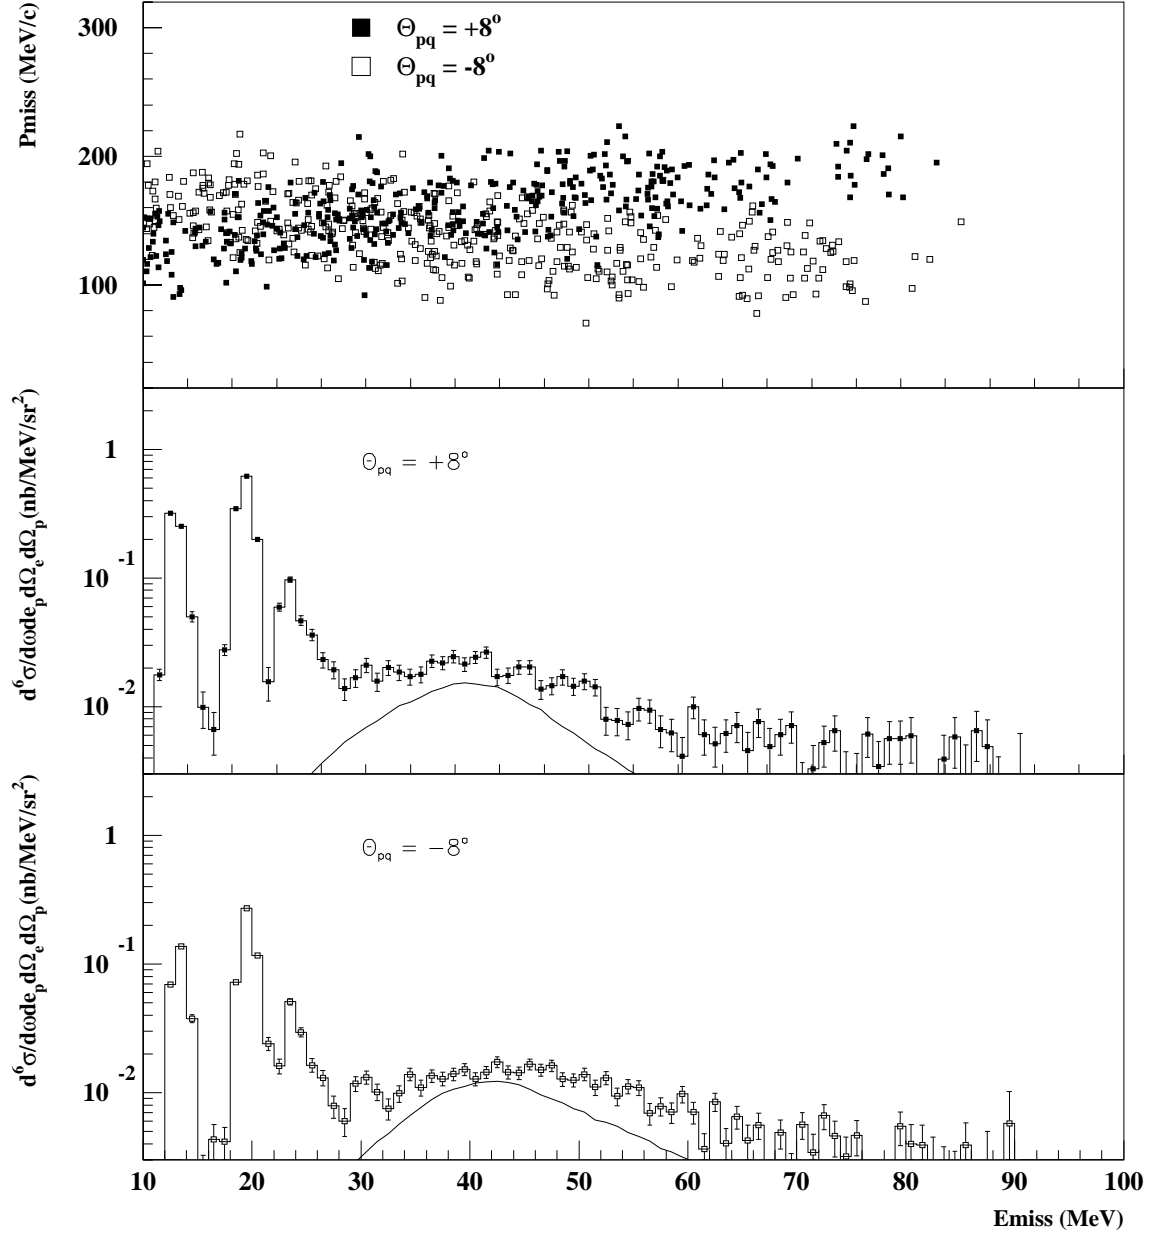 Pmiss (MeV/c)
300
200
100
■ Θpq = +8°
□ Θpq = -8°
d⁶σ/dωdepdΩedΩp(nb/MeV/sr²)
1
10⁻¹
10⁻²
Θpq = +8°
d⁶σ/dωdepdΩedΩp(nb/MeV/sr²)
1
10⁻¹
10⁻²
Θpq = −8°
10 20 30 40 50 60 70 80 90 100
Emiss (MeV)